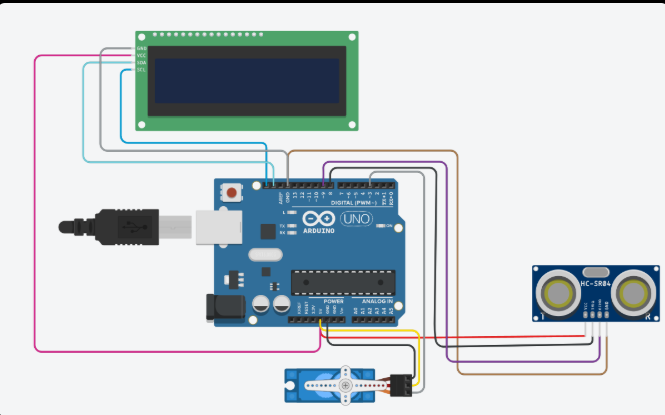 GND
VCC
SDA
SCL
AREF
GND
13
12
~11
~10
~9
8
7
~6
~5
4
~3
2
TX→1
RX←0
DIGITAL (PWM~)
L
TX
RX
ARDUINO
UNO
ON
POWER
ANALOG IN
RESET
3.3V
5V
GND
GND
Vin
A0
A1
A2
A3
A4
A5
HC-SR04
VCC
TRIG
ECHO
GND
T
R